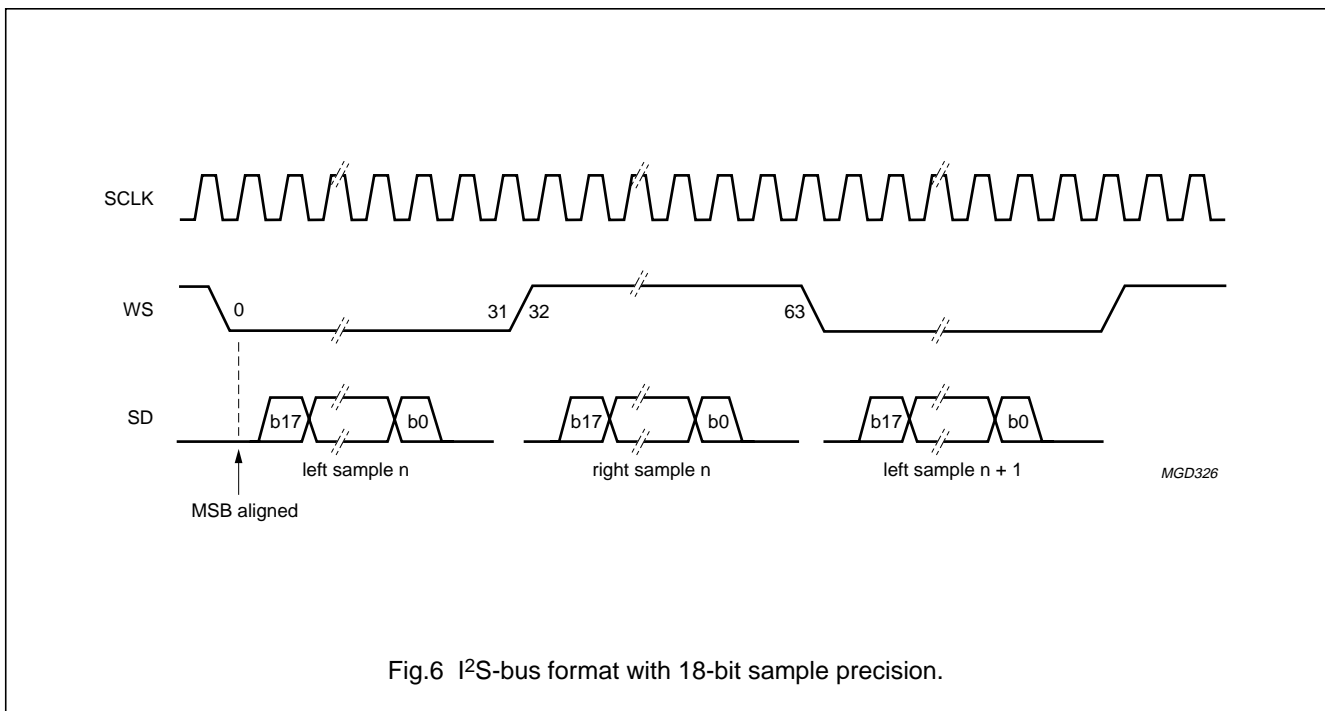 SCLK
WS
0
31
32
63
SD
b17
b0
b17
b0
b17
b0
left sample n
right sample n
left sample n + 1
MGD326
MSB aligned
Fig.6 I²S-bus format with 18-bit sample precision.